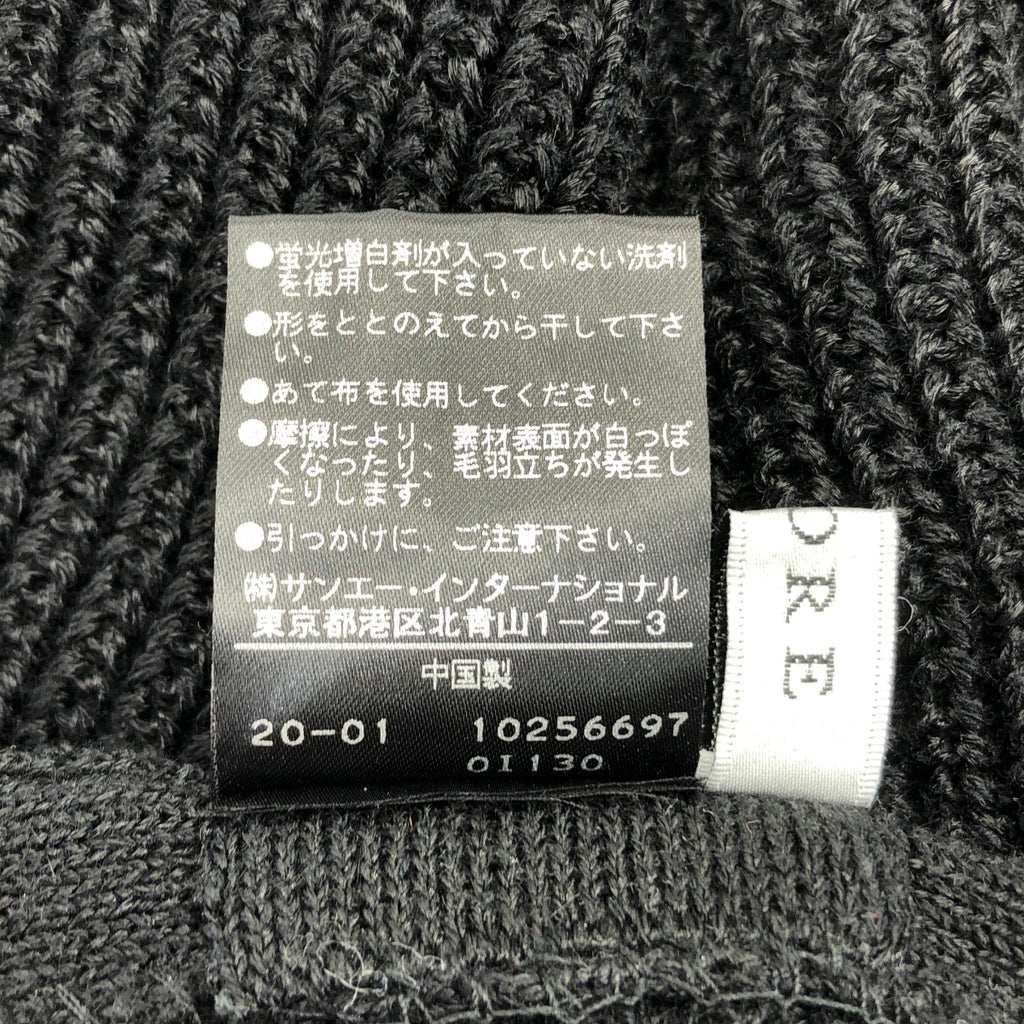 ●蛍光増白剤が入っていない洗剤
を使用して下さい。
●形をととのえてから干して下さ
い。
●あて布を使用してください。
●摩擦により、素材表面が白っぽ
くなったり、毛羽立ちが発生し
たりします。
●引っかけに、ご注意下さい。
㈱サンエー・インターナショナル
東京都港区北青山1-2-3
中国製
20-01 10256697
0I130
ORE